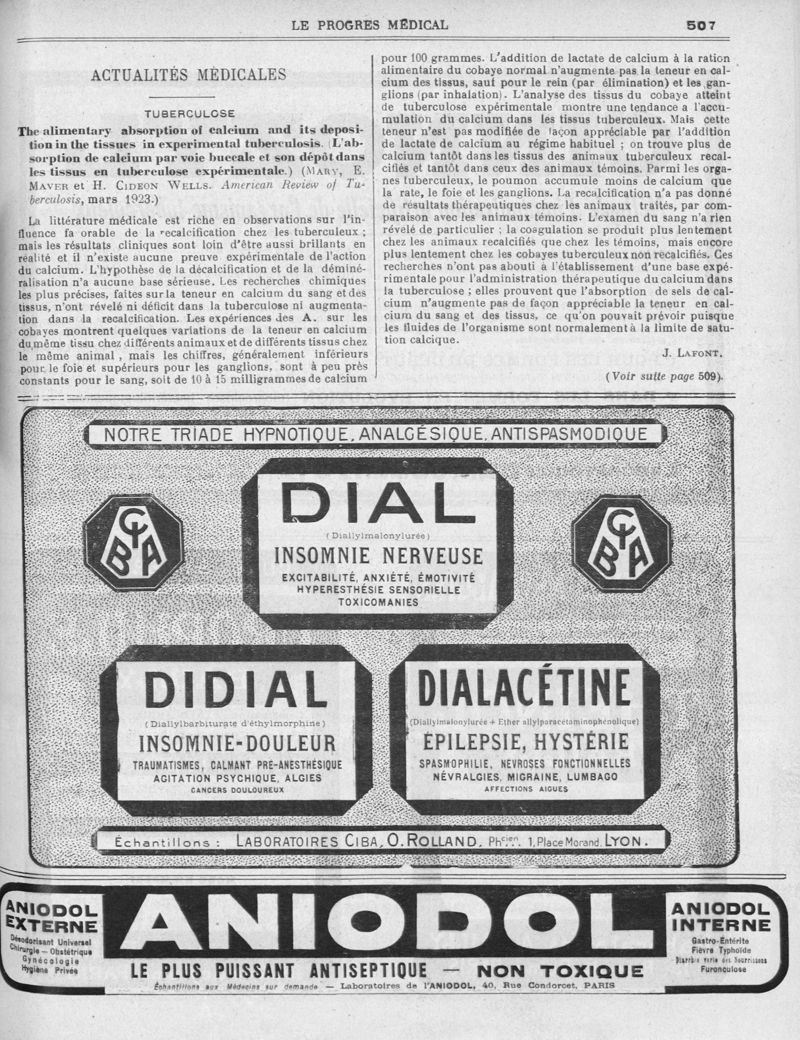 LE PROGRÈS MÉDICAL
507
ACTUALITÉS MÉDICALES
TUBERCULOSE
The alimentary absorption of calcium and its deposi-
tion in the tissues in experimental tuberculosis. (L'ab-
sorption de calcium par voie buccale et son dépôt dans
les tissus en tuberculose expérimentale.) (MARY, E.
MAVER et H. CIDEON WELLS. American Review of Tu-
berculosis, mars 1923.)
La littérature médicale est riche en observations sur l'in-
fluence fa orable de la recalcification chez les tuberculeux ;
mais les résultats cliniques sont loin d'être aussi brillants en
réalité et il n'existe aucune preuve expérimentale de l'action
du calcium. L'hypothèse de la décalcification et de la déminé-
ralisation n'a aucune base sérieuse. Les recherches chimiques
les plus précises, faites sur la teneur en calcium du sang et des
tissus, n'ont révélé ni déficit dans la tuberculose ni augmenta-
tion dans la recalcification. Les expériences des A. sur les
cobayes montrent quelques variations de la teneur en calcium
du même tissu chez différents animaux et de différents tissus chez
le même animal , mais les chiffres, généralement inférieurs
pour le foie et supérieurs pour les ganglions, sont à peu près
constants pour le sang, soit de 10 à 15 milligrammes de calcium
pour 100 grammes. L'addition de lactate de calcium à la ration
alimentaire du cobaye normal n'augmente pas la teneur en cal-
cium des tissus, sauf pour le rein (par élimination) et les gan-
glions (par inhalation). L'analyse des tissus du cobaye atteint
de tuberculose expérimentale montre une tendance a l'accu-
mulation du calcium dans les tissus tuberculeux. Mais cette
teneur n'est pas modifiée de façon appréciable par l'addition
de lactate de calcium au régime habituel ; on trouve plus de
calcium tantôt dans les tissus des animaux tuberculeux recal-
cifiés et tantôt dans ceux des animaux témoins. Parmi les orga-
nes tuberculeux, le poumon accumule moins de calcium que
la rate, le foie et les ganglions. La recalcification n'a pas donné
de résultats thérapeutiques chez les animaux traités, par com-
paraison avec les animaux témoins. L'examen du sang n'a rien
révélé de particulier ; la coagulation se produit plus lentement
chez les animaux recalcifiés que chez les témoins, mais encore
plus lentement chez les cobayes tuberculeux non recalcifiés. Ces
recherches n'ont pas abouti à l'établissement d'une base expé-
rimentale pour l'administration thérapeutique du calcium dans
la tuberculose ; elles prouvent que l'absorption de sels de cal-
cium n'augmente pas de façon appréciable la teneur en cal-
cium du sang et des tissus, ce qu'on pouvait prévoir puisque
les fluides de l'organisme sont normalement à la limite de satu-
tion calcique.
J. LAFONT.
(Voir suite page 509).
NOTRE TRIADE HYPNOTIQUE, ANALGÉSIQUE, ANTISPASMODIQUE
CIBA
DIAL
(Diallylmalonylurée)
INSOMNIE NERVEUSE
EXCITABILITÉ, ANXIÉTÉ, ÉMOTIVITÉ
HYPERESTHÉSIE SENSORIELLE
TOXICOMANIES
CIBA
DIDIAL
(Diallylbarbiturate d'éthylmorphine)
INSOMNIE-DOULEUR
TRAUMATISMES, CALMANT PRÉ-ANESTHÉSIQUE
AGITATION PSYCHIQUE, ALGIES
CANCERS DOULOUREUX
DIALACÉTINE
(Diallylmalonylurée + Ether allylparacétaminophénolique)
ÉPILEPSIE, HYSTÉRIE
SPASMOPHILIE, NÉVROSES FONCTIONNELLES
NÉVRALGIES, MIGRAINE, LUMBAGO
AFFECTIONS AIGUES
Échantillons : LABORATOIRES CIBA, O. ROLLAND, Phcien, 1, Place Morand, LYON.
ANIODOL
EXTERNE
Désodorisant Universel
Chirurgie — Obstétrique
Gynécologie
Hygiène Privée
ANIODOL
LE PLUS PUISSANT ANTISEPTIQUE — NON TOXIQUE
Échantillons aux Médecins sur demande — Laboratoires de l'ANIODOL, 40, Rue Condorcet, PARIS
ANIODOL
INTERNE
Gastro-Entérite
Fièvre Typhoïde
Diarrhée verte des Nourrissons
Furonculose